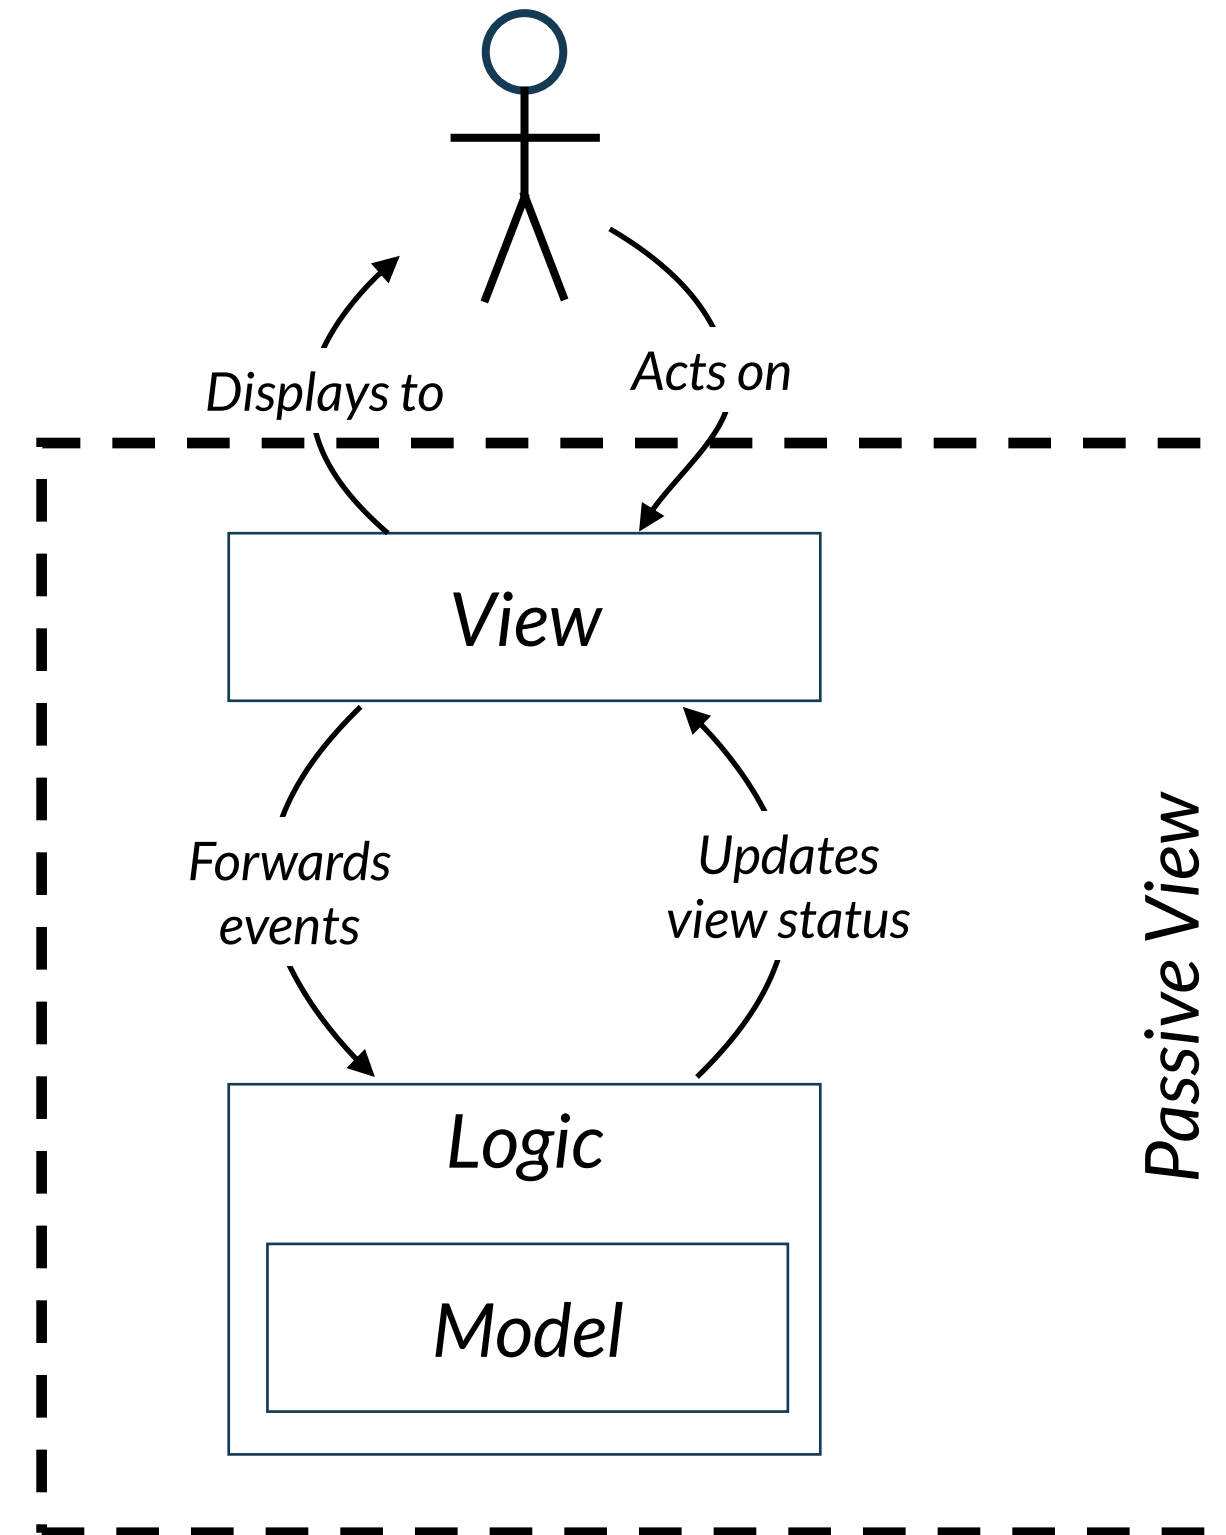 Displays to
Acts on
View
Forwards
events
Updates
view status
Passive View
Logic
Model